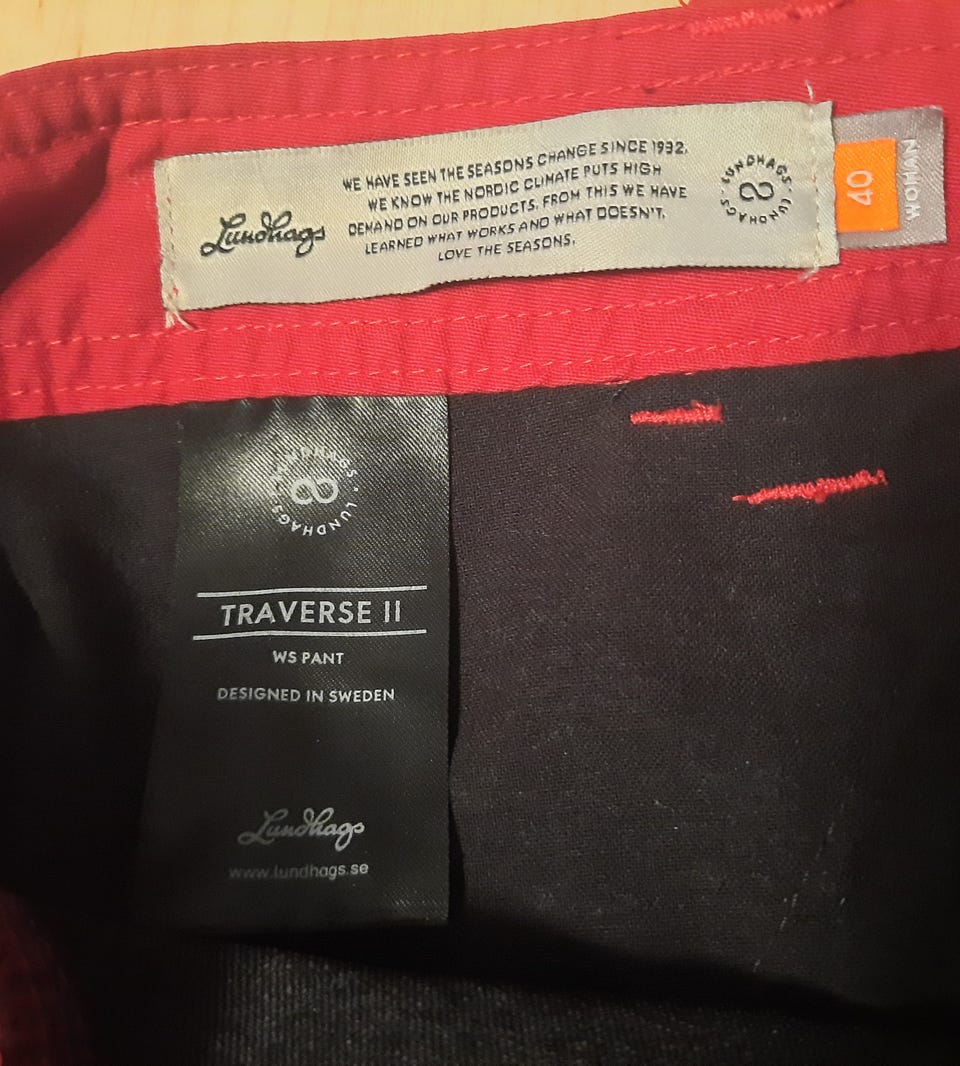 Lundhags
WE HAVE SEEN THE SEASONS CHANGE SINCE 1932.
WE KNOW THE NORDIC CLIMATE PUTS HIGH
DEMAND ON OUR PRODUCTS. FROM THIS WE HAVE
LEARNED WHAT WORKS AND WHAT DOESN'T.
LOVE THE SEASONS.
LUNDHAGS · LUNDHAGS ·
40
WOMAN
LUNDHAGS · LUNDHAGS ·
TRAVERSE II
WS PANT
DESIGNED IN SWEDEN
Lundhags
www.lundhags.se